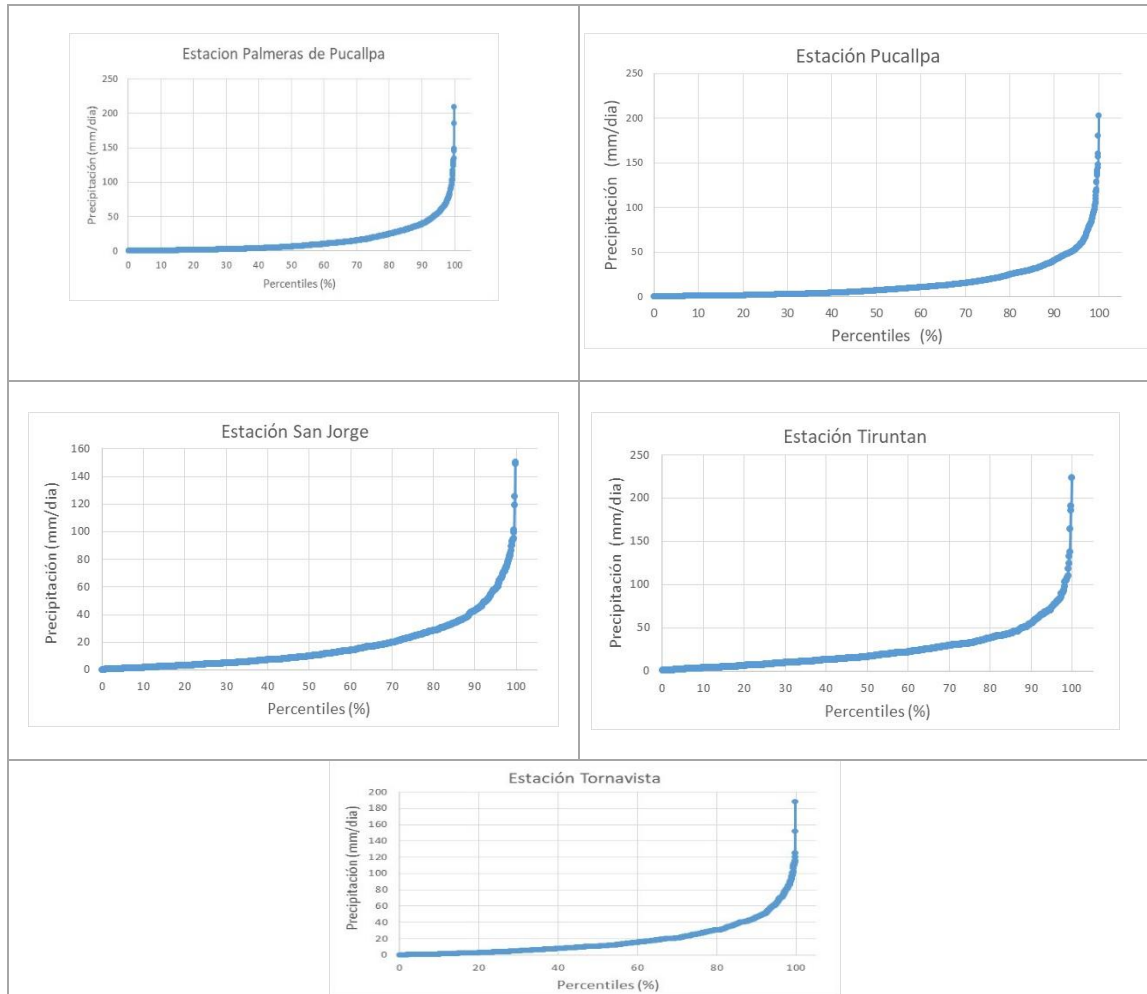 Estacion Palmeras de Pucallpa
Precipitación (mm/dia)
250
200
150
100
50
0
0 10 20 30 40 50 60 70 80 90 100
Percentiles (%)
Estación Pucallpa
Precipitación (mm/dia)
250
200
150
100
50
0
0 10 20 30 40 50 60 70 80 90 100
Percentiles (%)
Estación San Jorge
Precipitación (mm/dia)
160
140
120
100
80
60
40
20
0
0 10 20 30 40 50 60 70 80 90 100
Percentiles (%)
Estación Tiruntan
Precipitación (mm/dia)
250
200
150
100
50
0
0 10 20 30 40 50 60 70 80 90 100
Percentiles (%)
Estación Tornavista
Precipitación (mm/dia)
200
180
160
140
120
100
80
60
40
20
0
0 20 40 60 80 100
Percentiles (%)